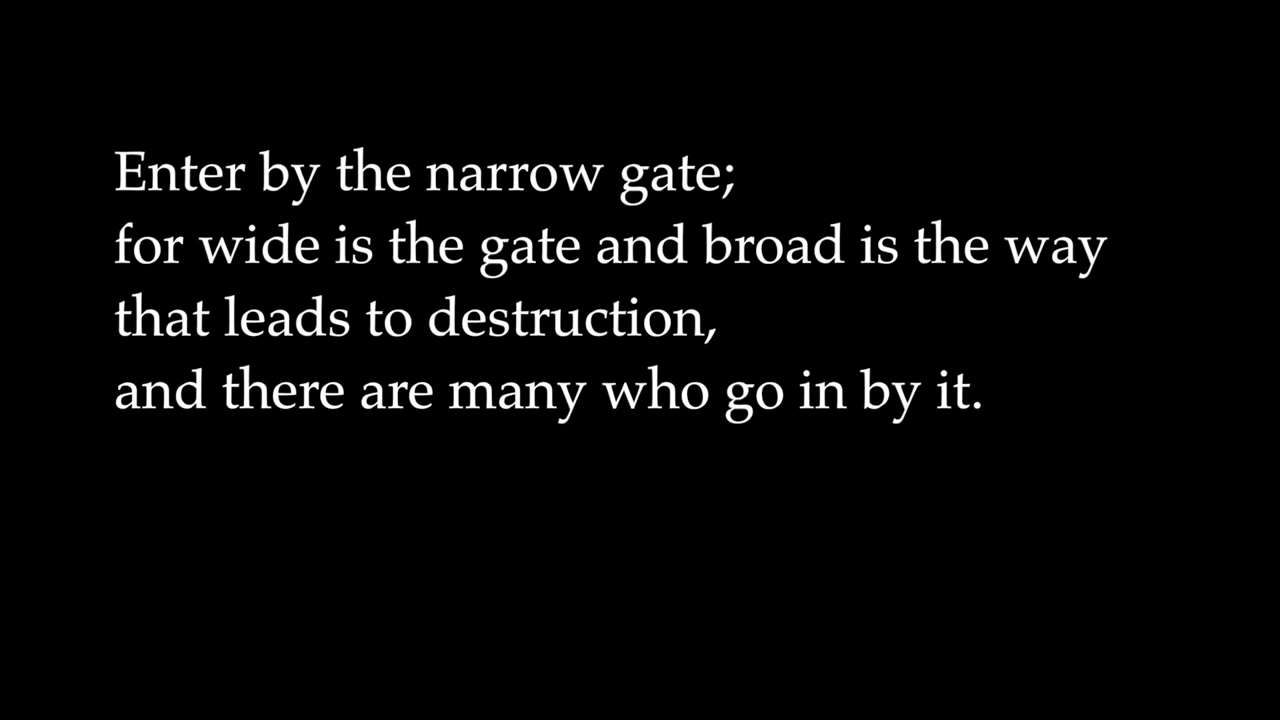 Enter by the narrow gate;
for wide is the gate and broad is the way
that leads to destruction,
and there are many who go in by it.